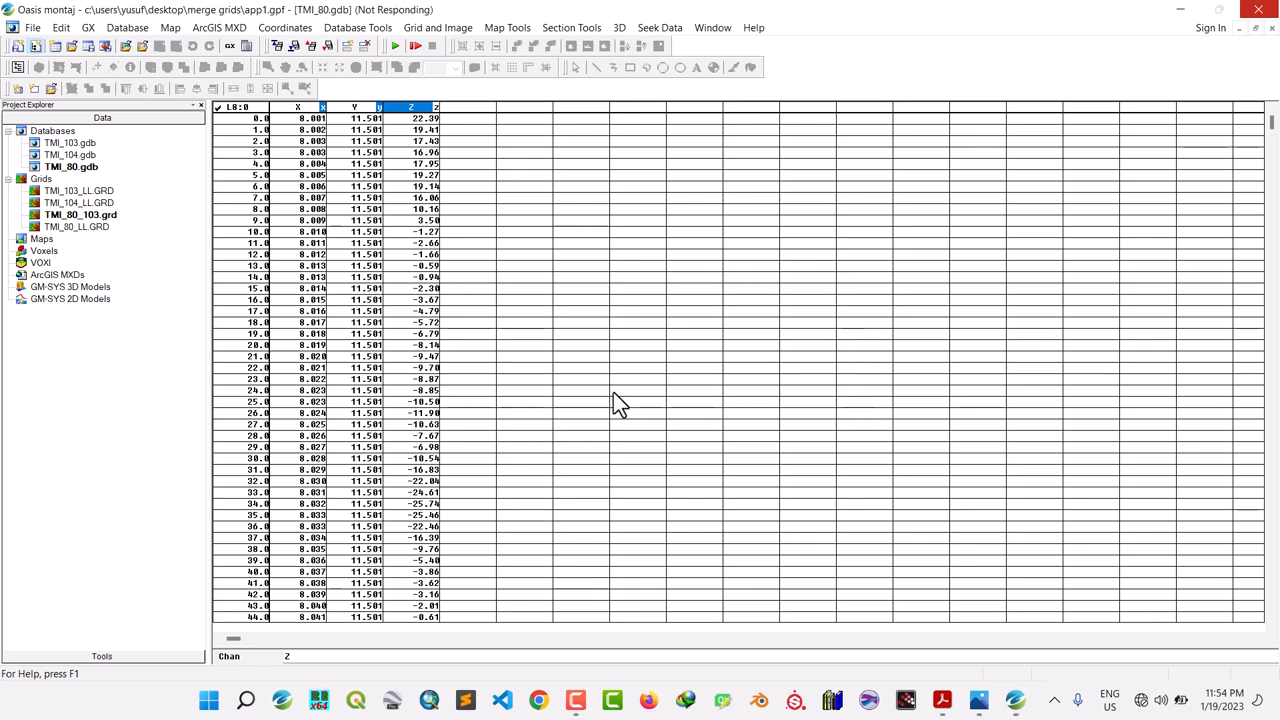 Oasis montaj - c:\users\yusuf\desktop\merge grids\app1.gpf - [TMI_80.gdb] (Not Responding)
File Edit GX Database Map ArcGIS MXD Coordinates Database Tools Grid and Image Map Tools Section Tools 3D Seek Data Window Help Sign In
GX
Project Explorer
Data
Databases
TMI_103.gdb
TMI_104.gdb
TMI_80.gdb
Grids
TMI_103_LL.GRD
TMI_104_LL.GRD
TMI_80_103.grd
TMI_80_LL.GRD
Maps
Voxels
VOXI
ArcGIS MXDs
GM-SYS 3D Models
GM-SYS 2D Models
Tools
L8:0 X x Y y Z z
0.0 8.001 11.501 22.39
1.0 8.002 11.501 19.41
2.0 8.003 11.501 17.43
3.0 8.003 11.501 16.96
4.0 8.004 11.501 17.95
5.0 8.005 11.501 19.27
6.0 8.006 11.501 19.14
7.0 8.007 11.501 16.06
8.0 8.008 11.501 10.16
9.0 8.009 11.501 3.50
10.0 8.010 11.501 -1.27
11.0 8.011 11.501 -2.66
12.0 8.012 11.501 -1.66
13.0 8.013 11.501 -0.59
14.0 8.013 11.501 -0.94
15.0 8.014 11.501 -2.30
16.0 8.015 11.501 -3.67
17.0 8.016 11.501 -4.79
18.0 8.017 11.501 -5.72
19.0 8.018 11.501 -6.79
20.0 8.019 11.501 -8.14
21.0 8.020 11.501 -9.47
22.0 8.021 11.501 -9.70
23.0 8.022 11.501 -8.87
24.0 8.023 11.501 -8.85
25.0 8.023 11.501 -10.50
26.0 8.024 11.501 -11.90
27.0 8.025 11.501 -10.63
28.0 8.026 11.501 -7.67
29.0 8.027 11.501 -6.98
30.0 8.028 11.501 -10.54
31.0 8.029 11.501 -16.83
32.0 8.030 11.501 -22.04
33.0 8.031 11.501 -24.61
34.0 8.032 11.501 -25.74
35.0 8.033 11.501 -25.46
36.0 8.033 11.501 -22.46
37.0 8.034 11.501 -16.39
38.0 8.035 11.501 -9.76
39.0 8.036 11.501 -5.40
40.0 8.037 11.501 -3.86
41.0 8.038 11.501 -3.62
42.0 8.039 11.501 -3.16
43.0 8.040 11.501 -2.01
44.0 8.041 11.501 -0.61
Chan Z
For Help, press F1
ENG
US
11:54 PM
1/19/2023